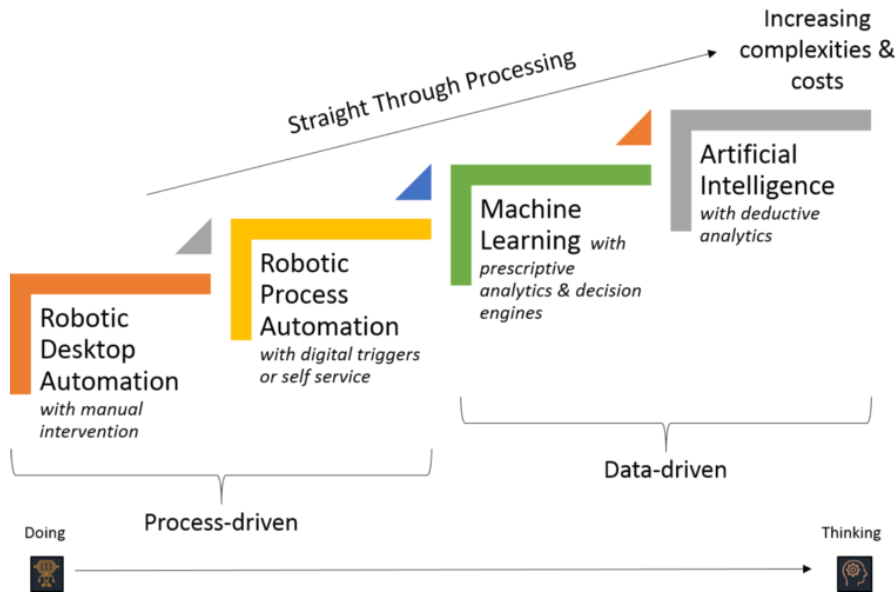 Increasing
complexities &
costs
Straight Through Processing
Artificial
Intelligence
with deductive
analytics
Machine
Learning with
prescriptive
analytics & decision
engines
Robotic
Process
Automation
with digital triggers
or self service
Robotic
Desktop
Automation
with manual
intervention
Data-driven
Process-driven
Doing
Thinking